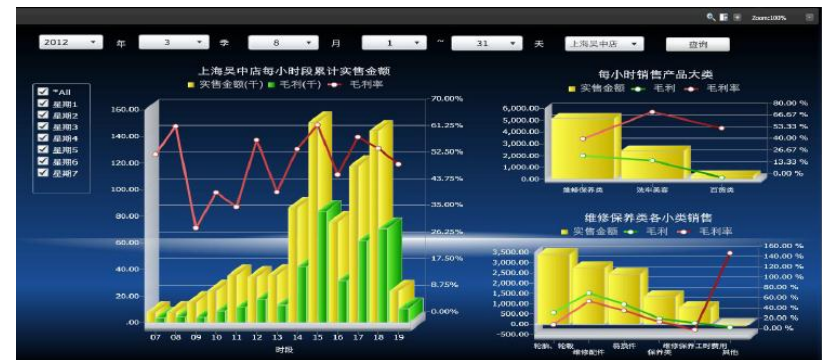 Zoom:100%
2012 年 3 季 8 月 1 ~ 31 天 上海吴中店 查询
*All
星期1
星期2
星期3
星期4
星期5
星期6
星期7
上海吴中店每小时段累计实售金额
实售金额(千) 毛利(千) 毛利率
160.00
140.00
120.00
100.00
80.00
60.00
40.00
20.00
.00
70.00%
61.25%
52.50%
43.75%
35.00%
26.25%
17.50%
8.75%
0.00%
07 08 09 10 11 12 13 14 15 16 17 18 19
时段
每小时销售产品大类
实售金额 毛利 毛利率
6,000.00
5,000.00
4,000.00
3,000.00
2,000.00
1,000.00
0.00
80.00 %
66.67 %
53.33 %
40.00 %
26.67 %
13.33 %
0.00 %
维修保养类 洗车美容 百货类
维修保养类各小类销售
实售金额 毛利 毛利率
3,500.00
3,000.00
2,500.00
2,000.00
1,500.00
1,000.00
500.00
0.00
-500.00
160.00 %
140.00 %
120.00 %
100.00 %
80.00 %
60.00 %
40.00 %
20.00 %
0.00 %
轮胎、轮毂 易损件 维修保养工时费用
维修配件 保养类 其他